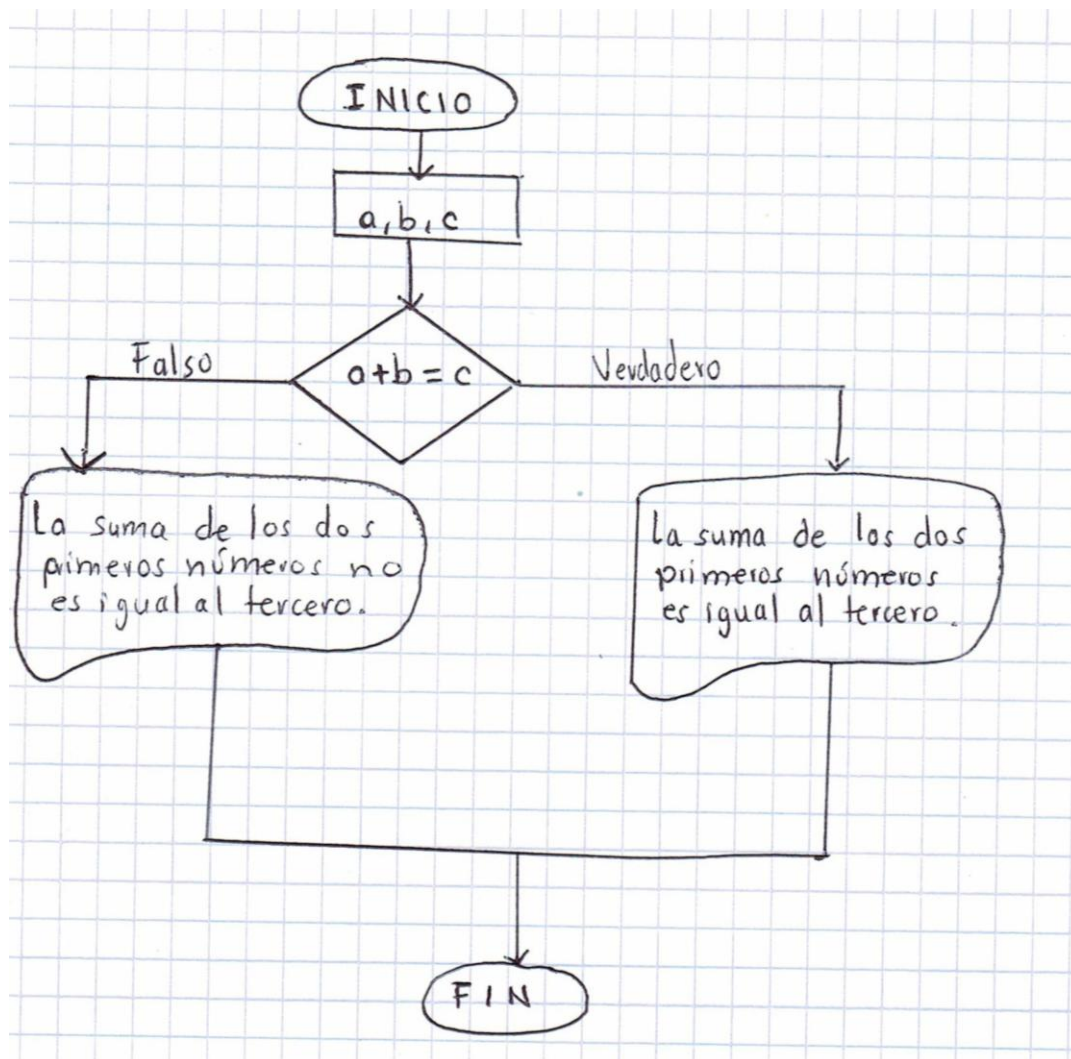 INICIO
a, b, c
a+b = c
Falso
Verdadero
La suma de los dos
primeros números no
es igual al tercero.
La suma de los dos
primeros números
es igual al tercero.
FIN